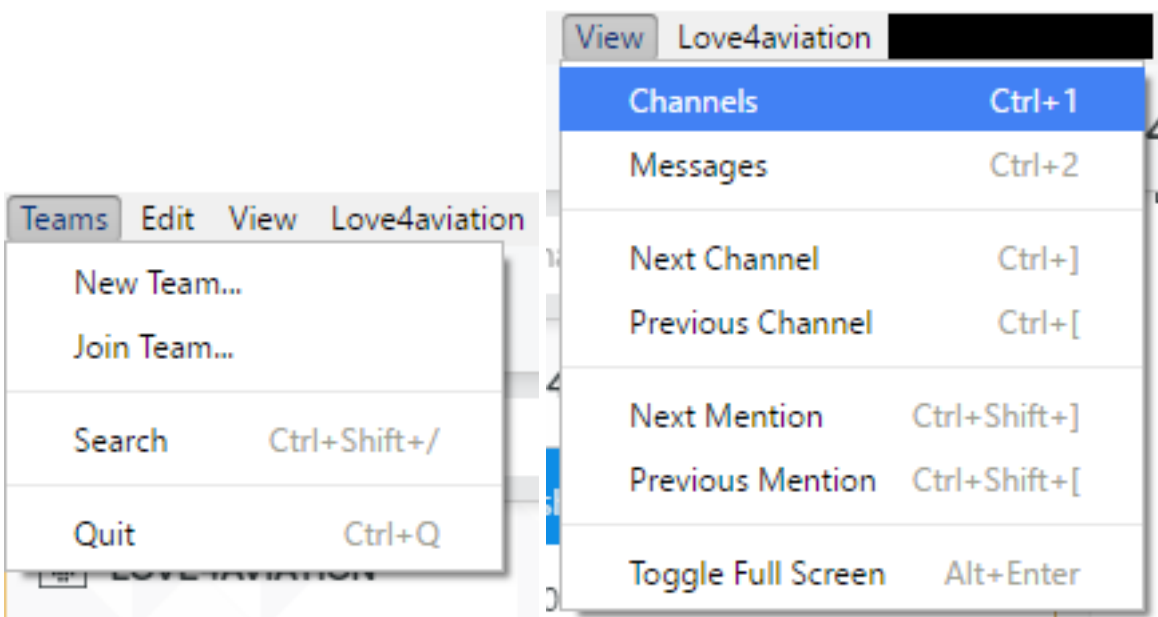 Teams Edit View Love4aviation
New Team...
Join Team...
Search Ctrl+Shift+/
Quit Ctrl+Q
View Love4aviation
Channels Ctrl+1
Messages Ctrl+2
Next Channel Ctrl+]
Previous Channel Ctrl+[
Next Mention Ctrl+Shift+]
Previous Mention Ctrl+Shift+[
Toggle Full Screen Alt+Enter